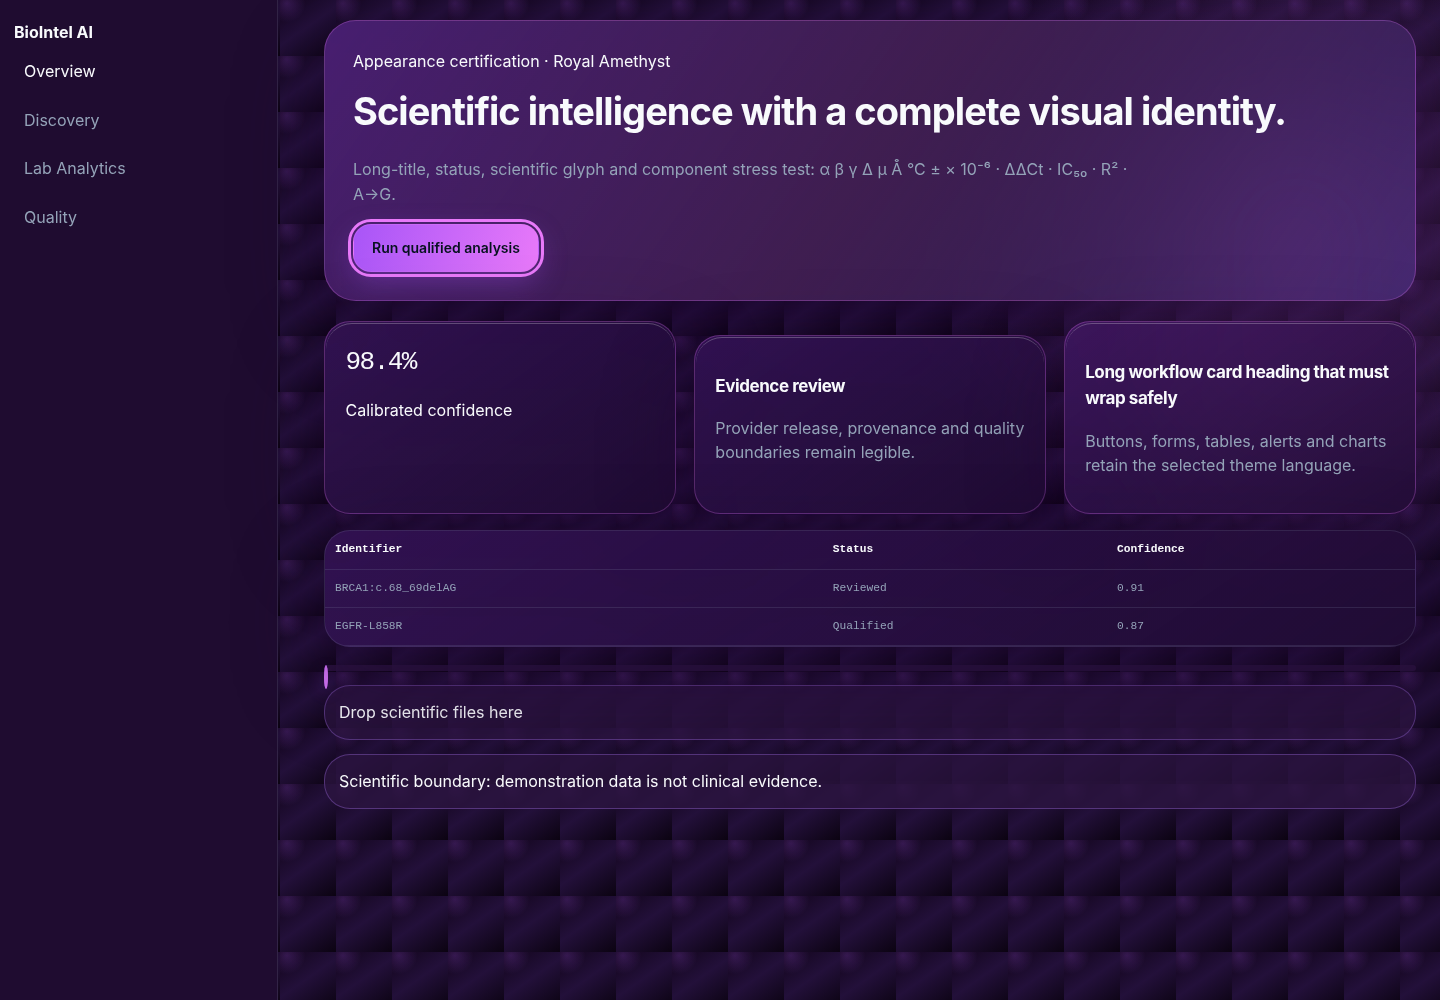 BioIntel AI
Overview
Discovery
Lab Analytics
Quality
Appearance certification · Royal Amethyst
Scientific intelligence with a complete visual identity.
Long-title, status, scientific glyph and component stress test: α β γ Δ μ Å °C ± × 10⁻⁶ · ΔΔCt · IC₅₀ · R² ·
A→G.
Run qualified analysis
98.4%
Calibrated confidence
Evidence review
Provider release, provenance and quality
boundaries remain legible.
Long workflow card heading that must
wrap safely
Buttons, forms, tables, alerts and charts
retain the selected theme language.
Identifier Status Confidence
BRCA1:c.68_69delAG Reviewed 0.91
EGFR-L858R Qualified 0.87
Drop scientific files here
Scientific boundary: demonstration data is not clinical evidence.